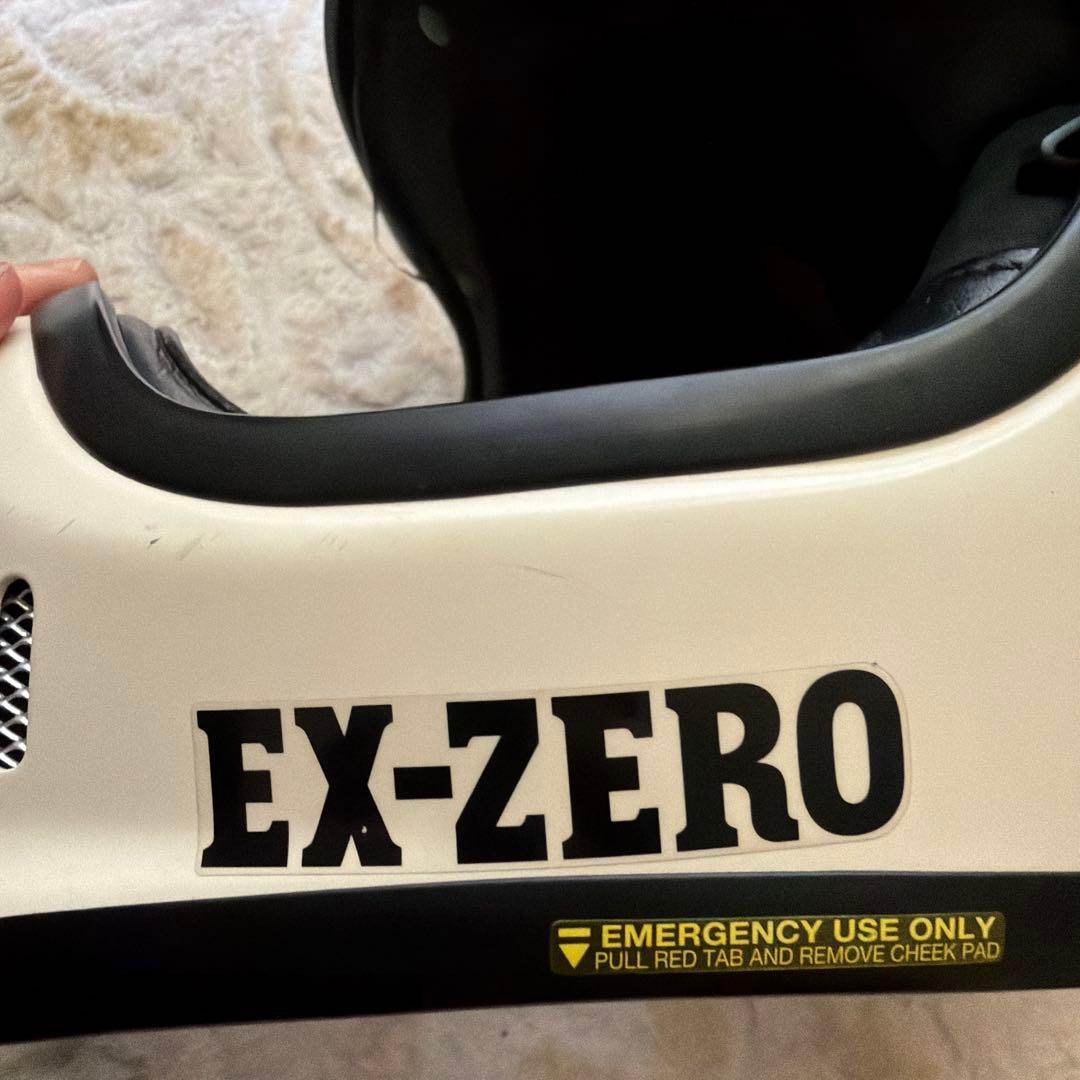 EX-ZERO
EMERGENCY USE ONLY
PULL RED TAB AND REMOVE CHEEK PAD